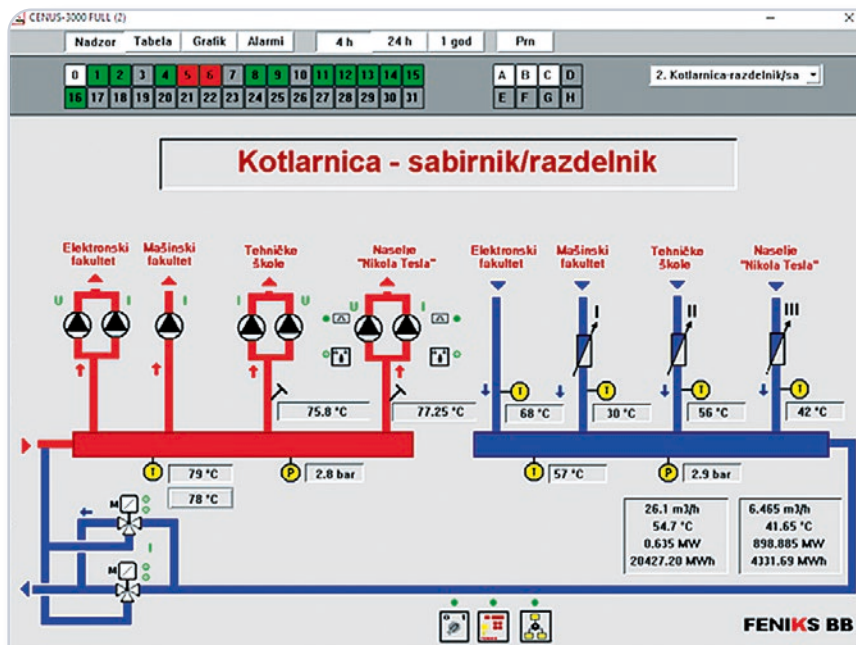 CENUS-3000 FULL (2)
Nadzor Tabela Grafik Alarmi 4 h 24 h 1 god Prn
0 1 2 3 4 5 6 7 8 9 10 11 12 13 14 15 A B C D 2. Kotlarnica-razdelnik/sa
16 17 18 19 20 21 22 23 24 25 26 27 28 29 30 31 E F G H
Kotlarnica - sabirnik/razdelnik
Elektronski fakultet
Mašinski fakultet
Tehničke škole
Naselje "Nikola Tesla"
Elektronski fakultet
Mašinski fakultet
Tehničke škole
Naselje "Nikola Tesla"
U I I I U U I I II III
75.8 °C 77.25 °C T 68 °C T 30 °C T 56 °C T 42 °C
T 79 °C P 2.8 bar T 57 °C P 2.9 bar
78 °C
M
I
M
26.1 m3/h
54.7 °C
0.635 MW
20427.20 MWh
6.465 m3/h
41.65 °C
898.885 MW
4331.69 MWh
FENIKS BB